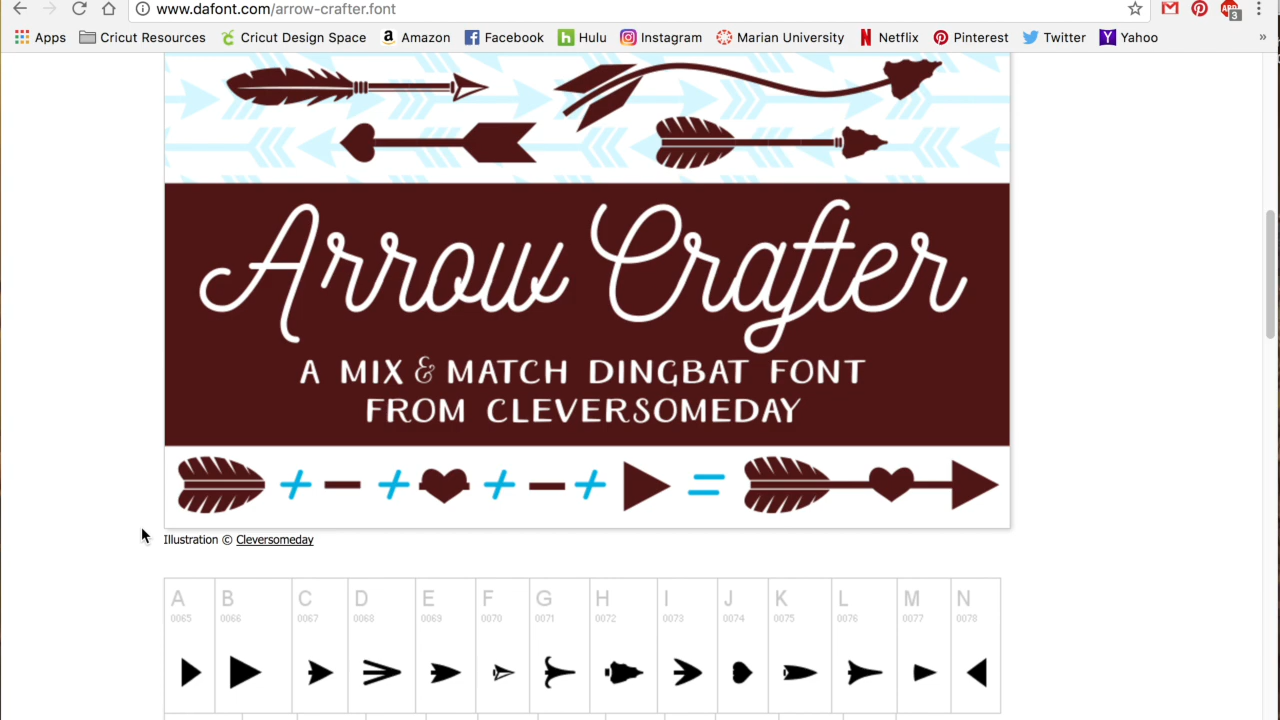 www.dafont.com/arrow-crafter.font
3
Apps Cricut Resources Cricut Design Space Amazon Facebook Hulu Instagram Marian University Netflix Pinterest Twitter Yahoo »
Arrow Crafter
A MIX & MATCH DINGBAT FONT
FROM CLEVERSOMEDAY
+ – + + – + =
Illustration © Cleversomeday
A B C D E F G H I J K L M N
0065 0066 0067 0068 0069 0070 0071 0072 0073 0074 0075 0076 0077 0078